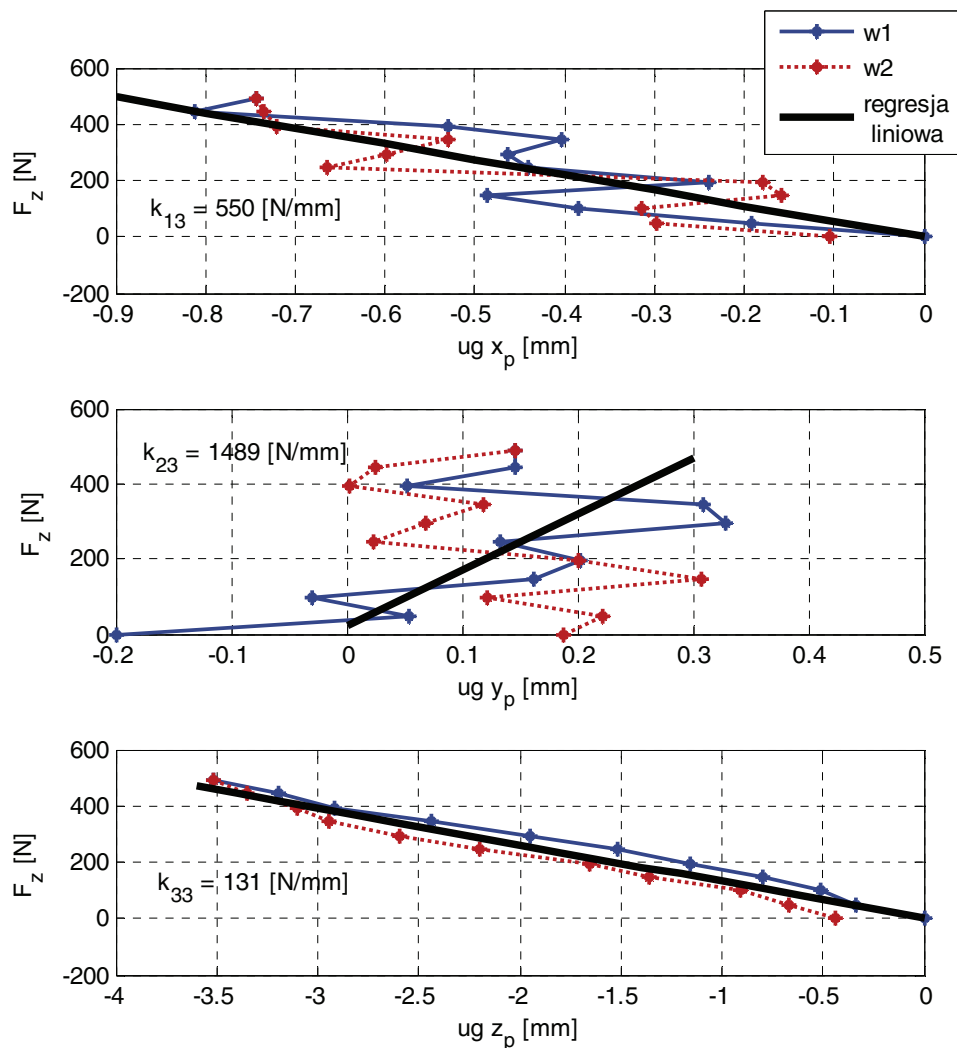 w1
w2
regresja
liniowa
600
400
200
0
-200
F_z [N]
k_13 = 550 [N/mm]
-0.9 -0.8 -0.7 -0.6 -0.5 -0.4 -0.3 -0.2 -0.1 0
ug x_p [mm]
600
400
200
0
F_z [N]
k_23 = 1489 [N/mm]
-0.2 -0.1 0 0.1 0.2 0.3 0.4 0.5
ug y_p [mm]
600
400
200
0
-200
F_z [N]
k_33 = 131 [N/mm]
-4 -3.5 -3 -2.5 -2 -1.5 -1 -0.5 0
ug z_p [mm]